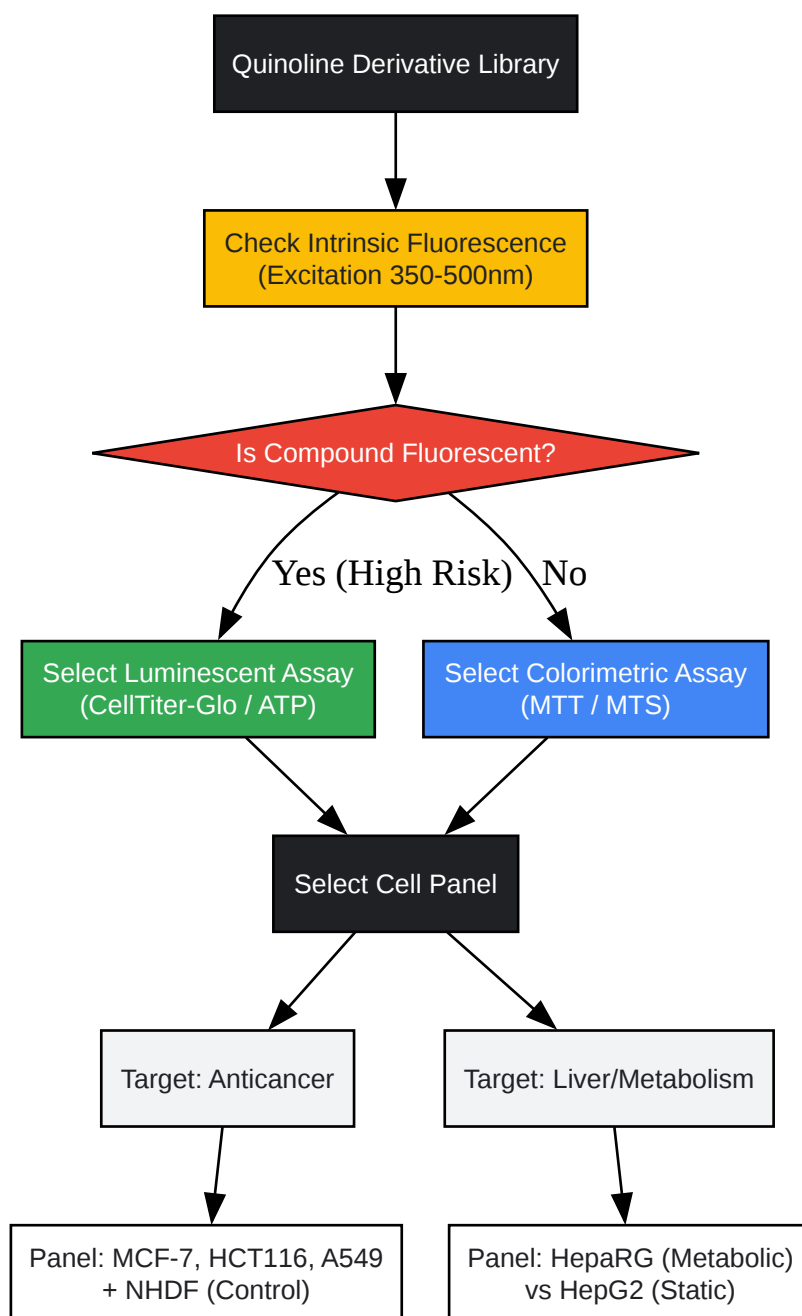 Quinoline Derivative Library
Check Intrinsic Fluorescence
(Excitation 350-500nm)
Is Compound Fluorescent?
Yes (High Risk)
No
Select Luminescent Assay
(CellTiter-Glo / ATP)
Select Colorimetric Assay
(MTT / MTS)
Select Cell Panel
Target: Anticancer
Target: Liver/Metabolism
Panel: MCF-7, HCT116, A549
+ NHDF (Control)
Panel: HepaRG (Metabolic)
vs HepG2 (Static)